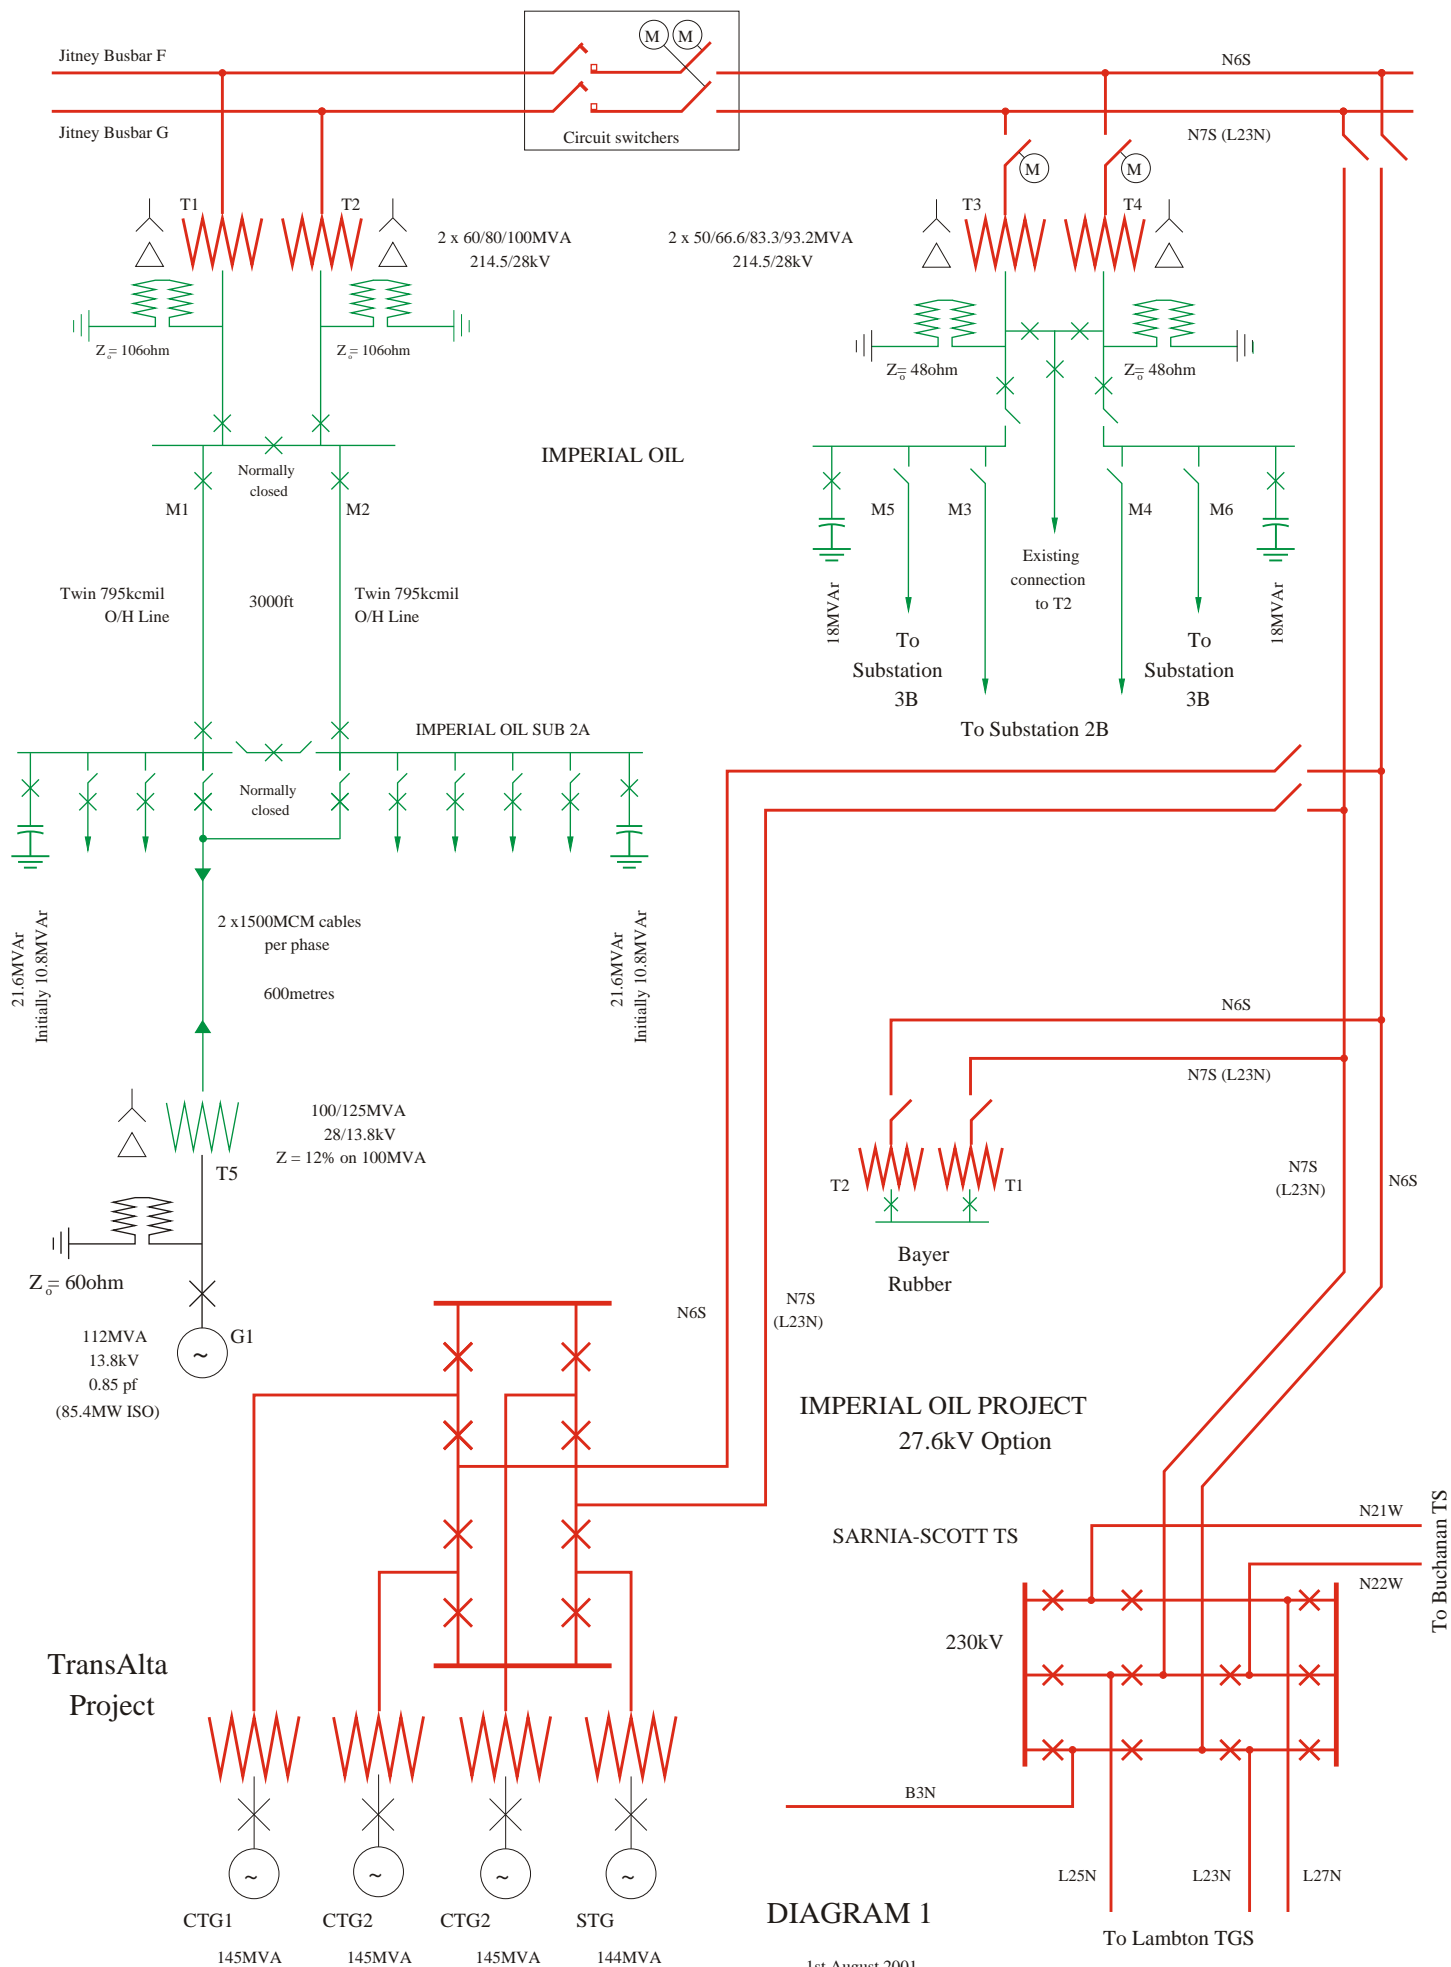 Jitney Busbar F
M M
N6S
Jitney Busbar G
Circuit switchers
N7S (L23N)
M
M
T1
T2
2 x 60/80/100MVA
214.5/28kV
2 x 50/66.6/83.3/93.2MVA
214.5/28kV
T3
T4
Zo= 106ohm
Zo= 106ohm
Zo= 48ohm
Zo= 48ohm
IMPERIAL OIL
Normally
closed
M1
M2
M5
M3
M4
M6
Existing
connection
to T2
18MVAr
18MVAr
Twin 795kcmil
O/H Line
3000ft
Twin 795kcmil
O/H Line
To
Substation
3B
To
Substation
3B
To Substation 2B
IMPERIAL OIL SUB 2A
Normally
closed
21.6MVAr
Initially 10.8MVAr
2 x1500MCM cables
per phase
600metres
21.6MVAr
Initially 10.8MVAr
N6S
N7S (L23N)
100/125MVA
28/13.8kV
Z = 12% on 100MVA
T5
T2
T1
Bayer
Rubber
N7S
(L23N)
N6S
Zo= 60ohm
G1
~
112MVA
13.8kV
0.85 pf
(85.4MW ISO)
N6S
N7S
(L23N)
IMPERIAL OIL PROJECT
27.6kV Option
SARNIA-SCOTT TS
N21W
N22W
To Buchanan TS
230kV
TransAlta
Project
B3N
L25N
L23N
L27N
To Lambton TGS
~
~
~
~
CTG1
CTG2
CTG2
STG
145MVA
145MVA
145MVA
144MVA
DIAGRAM 1
1st August 2001